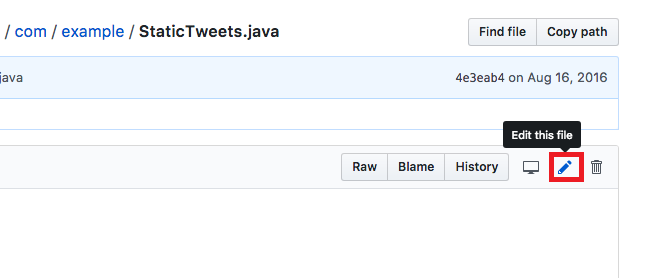 / com / example / StaticTweets.java
Find file
Copy path
java
4e3eab4 on Aug 16, 2016
Edit this file
Raw
Blame
History